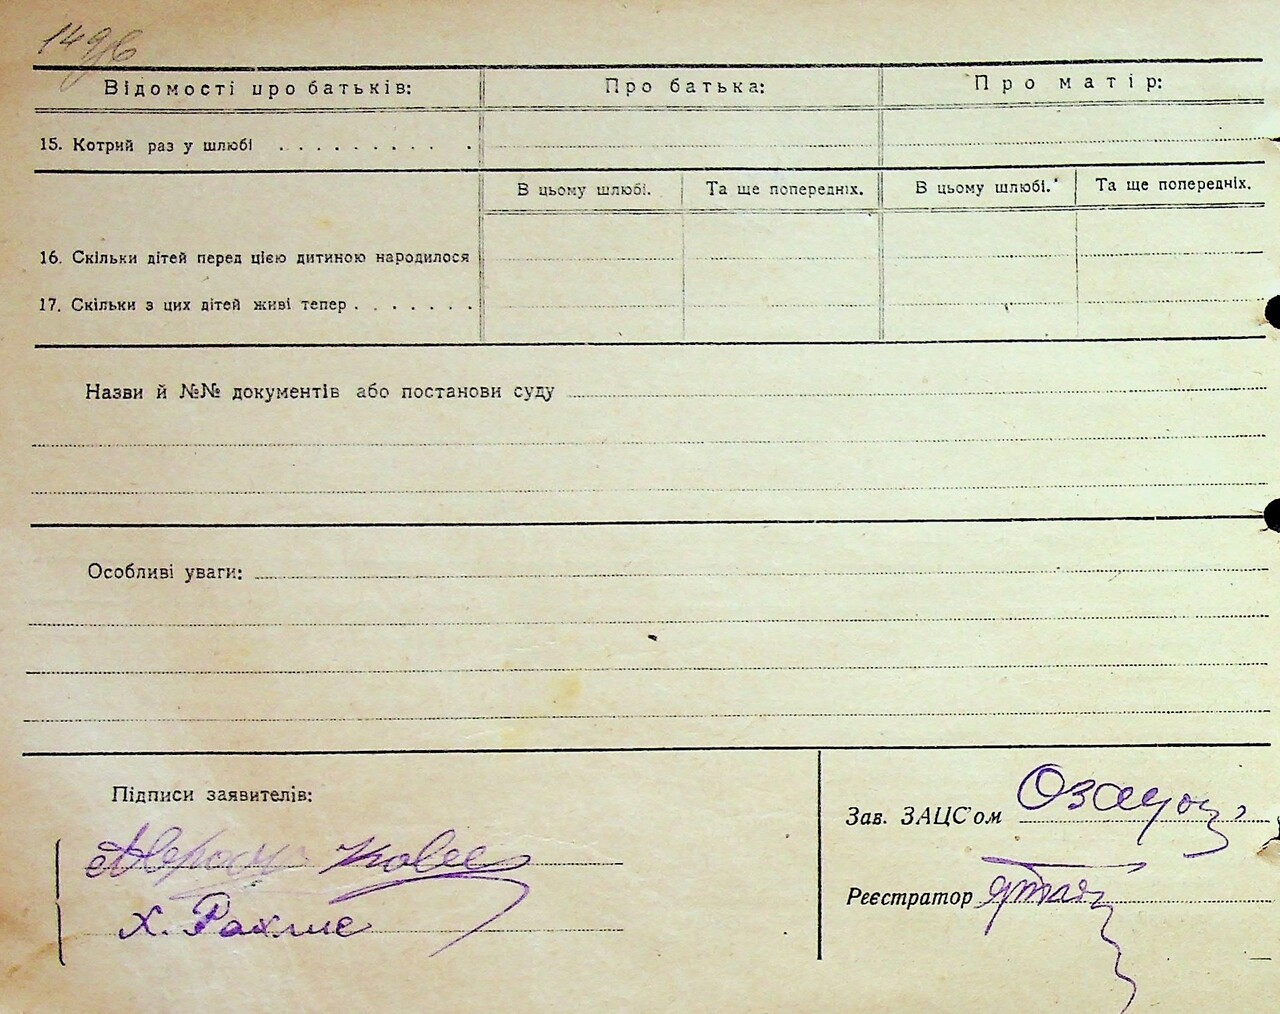 Відомості про батьків: Про батька: Про матір:
15. Котрий раз у шлюбі . . . . . . . . . .
В цьому шлюбі. Та ще попередніх. В цьому шлюбі. Та ще попередніх.
16. Скільки дітей перед цією дитиною народилося
17. Скільки з цих дітей живі тепер . . . . . . .
Назви й №№ документів або постанови суду
Особливі уваги:
Підписи заявителів:
Зав. ЗАЦС'ом
Реєстратор
Х. Рахлис